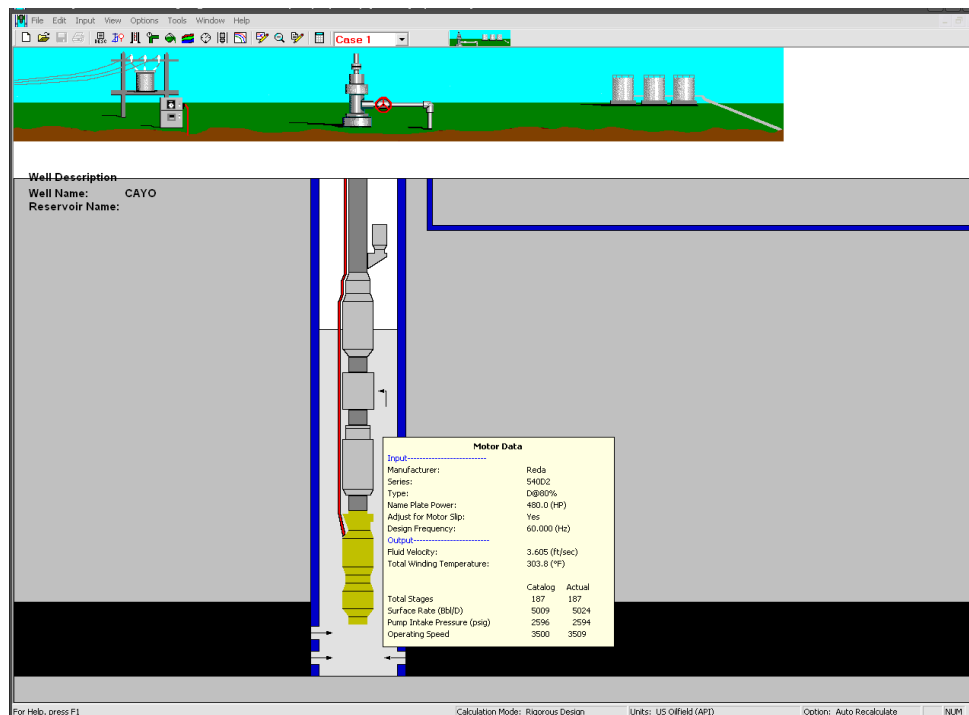 File Edit Input View Options Tools Window Help
Case 1
Well Description
Well Name: CAYO
Reservoir Name:
Motor Data
Input
Manufacturer: Reda
Series: 540D2
Type: D@80%
Name Plate Power: 480.0 (HP)
Adjust for Motor Slip: Yes
Design Frequency: 60.000 (Hz)
Output
Fluid Velocity: 3.605 (ft/sec)
Total Winding Temperature: 303.8 (°F)
Catalog Actual
Total Stages 187 187
Surface Rate (Bbl/D) 5009 5024
Pump Intake Pressure (psig) 2596 2594
Operating Speed 3500 3509
For Help, press F1 Calculation Mode: Rigorous Design Units: US Oilfield (API) Option: Auto Recalculate NUM